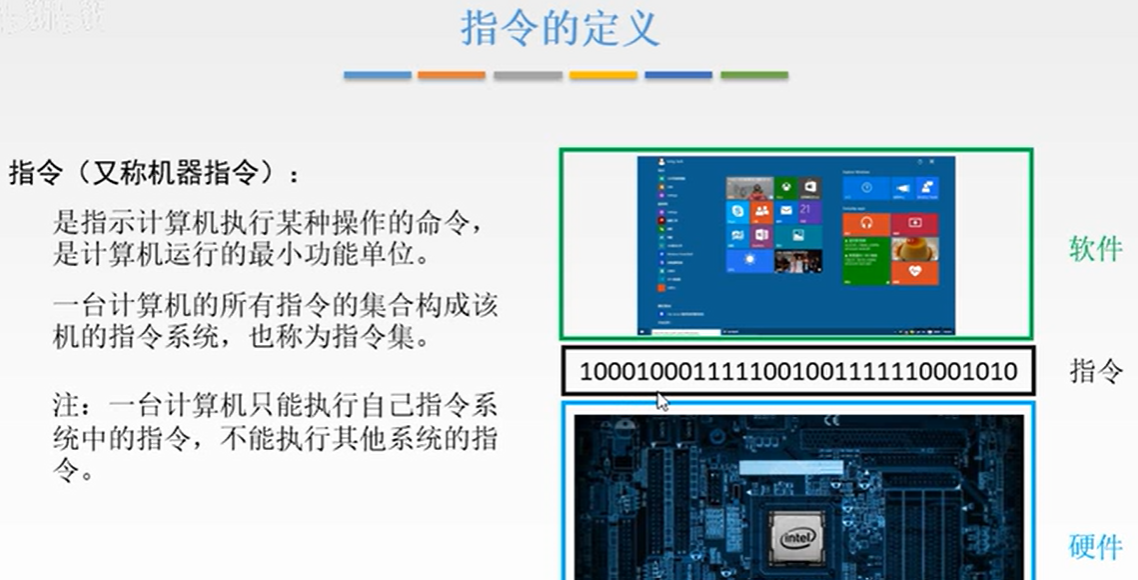 指令的定义
指令（又称机器指令）：
是指示计算机执行某种操作的命令，
是计算机运行的最小功能单位。
一台计算机的所有指令的集合构成该
机的指令系统，也称为指令集。
注：一台计算机只能执行自己指令系
统中的指令，不能执行其他系统的指
令。
软件
10001000111110010011111110001010
指令
intel
硬件